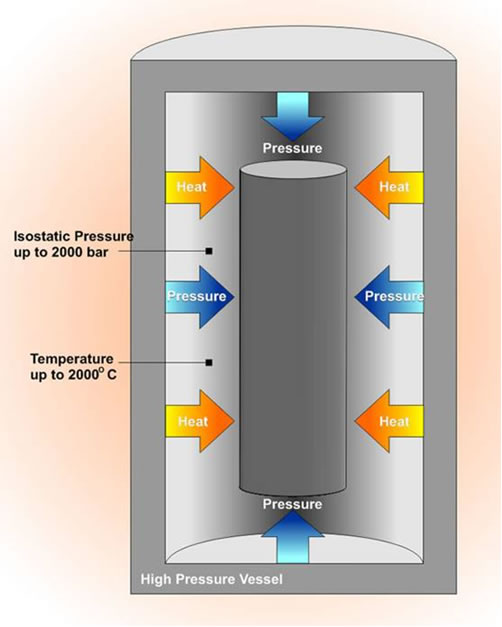 Pressure
Heat Heat
Isostatic Pressure
up to 2000 bar
Pressure Pressure
Temperature
up to 2000° C
Heat Heat
Pressure
High Pressure Vessel